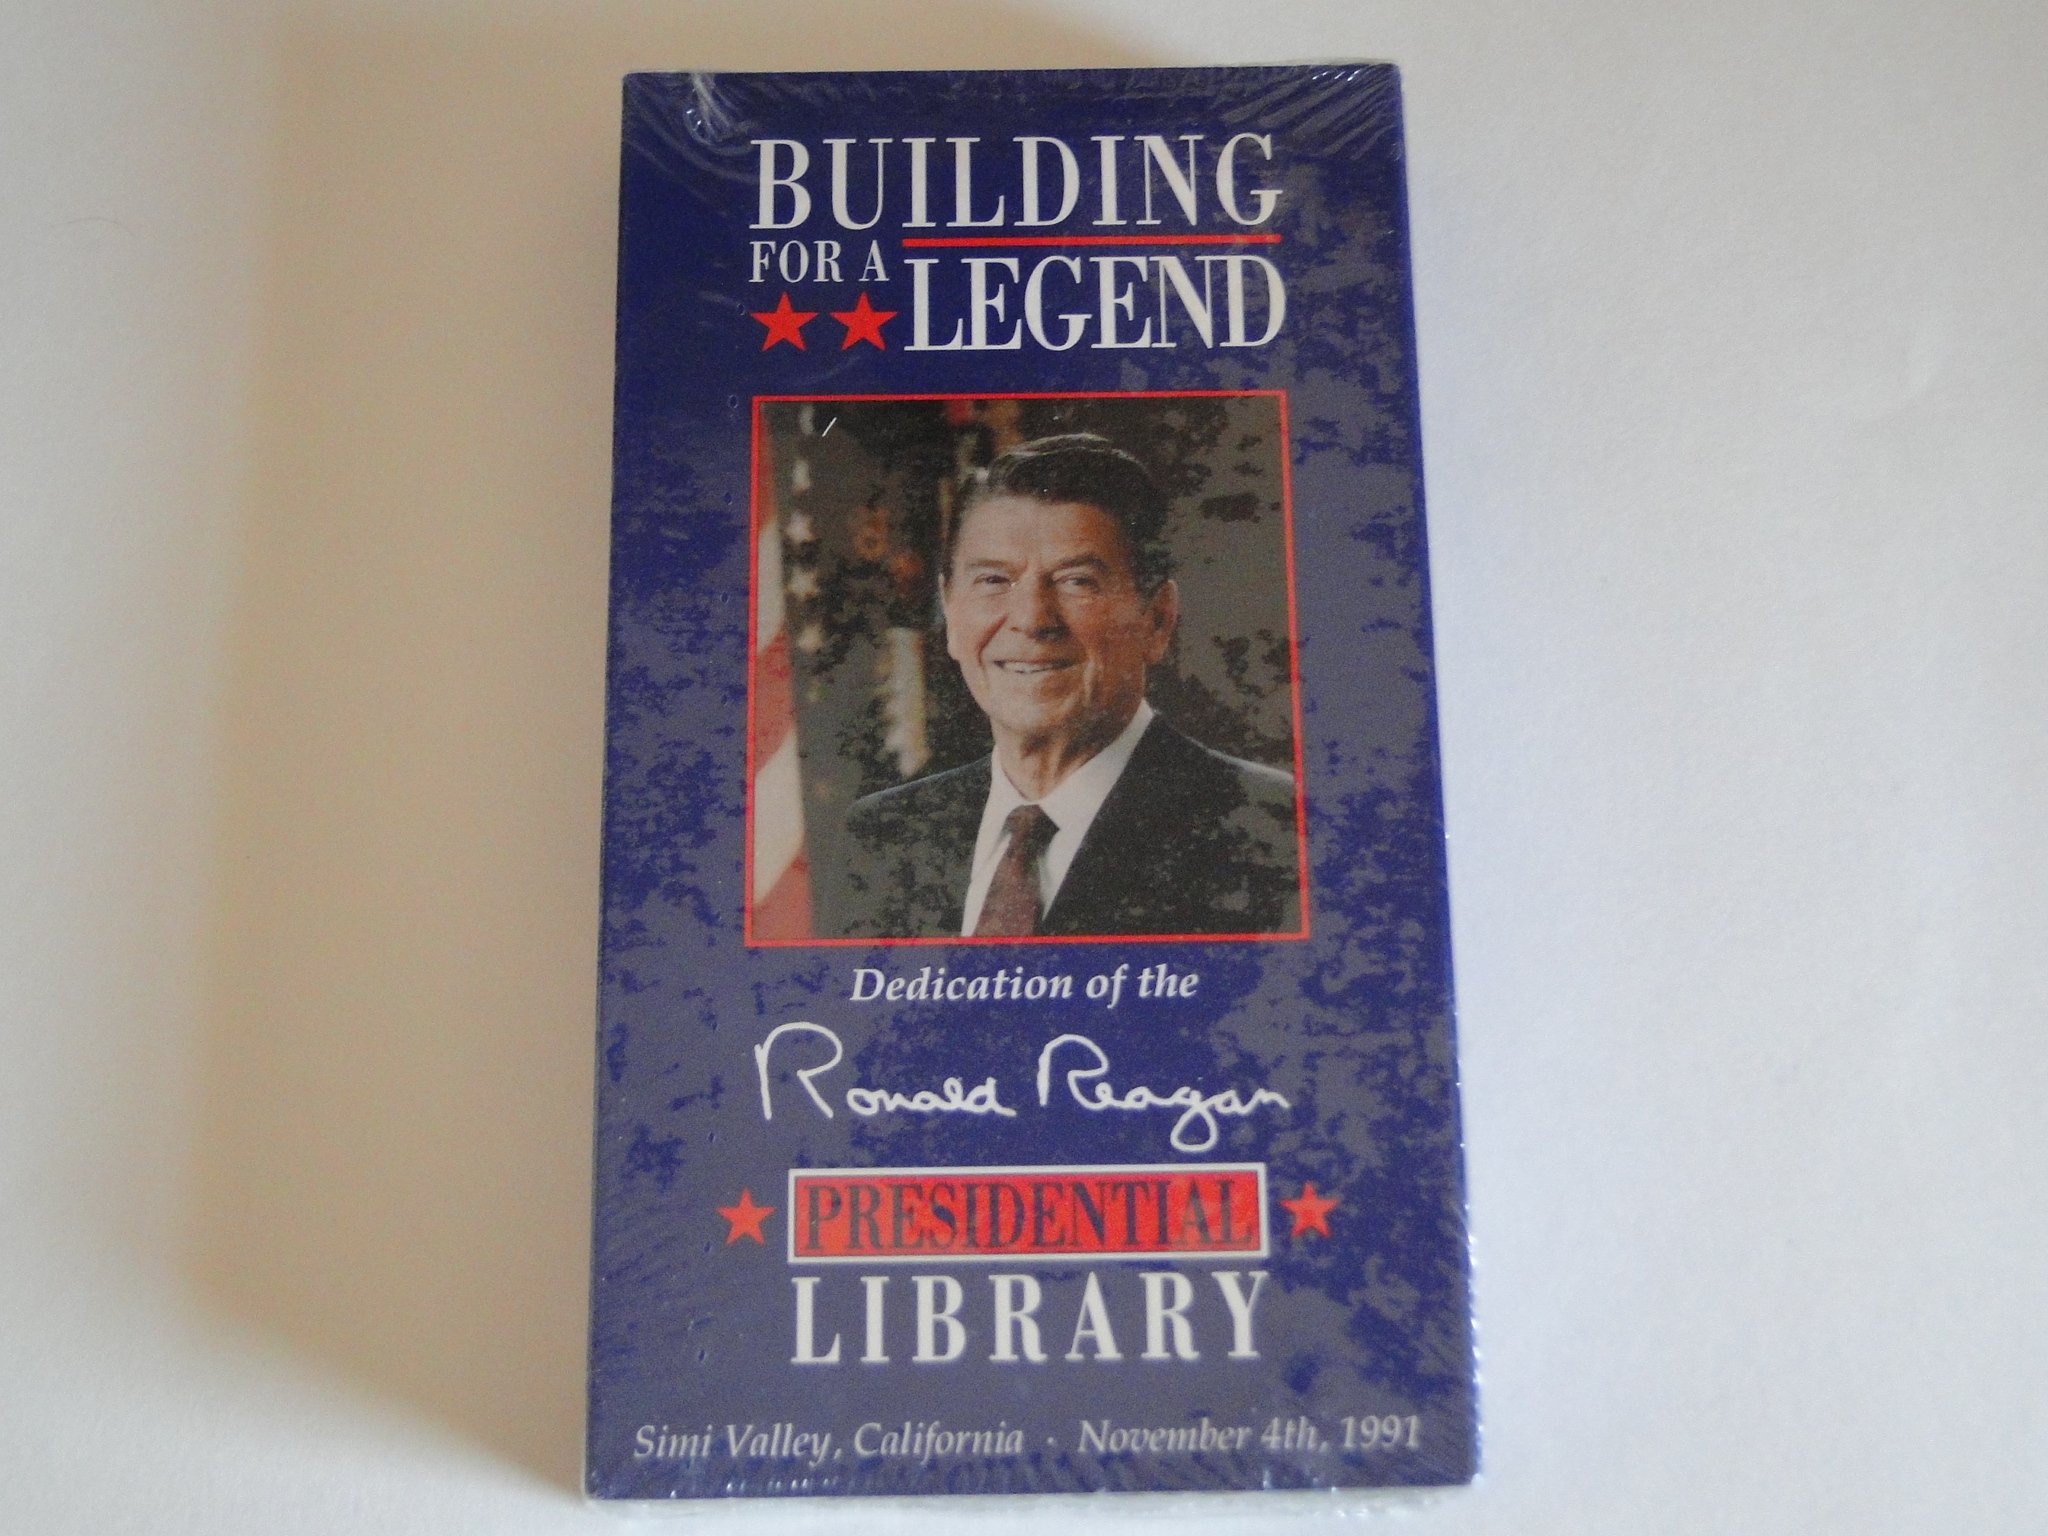 BUILDING
FOR A LEGEND
Dedication of the
Ronald Reagan
PRESIDENTIAL
LIBRARY
Simi Valley, California · November 4th, 1991